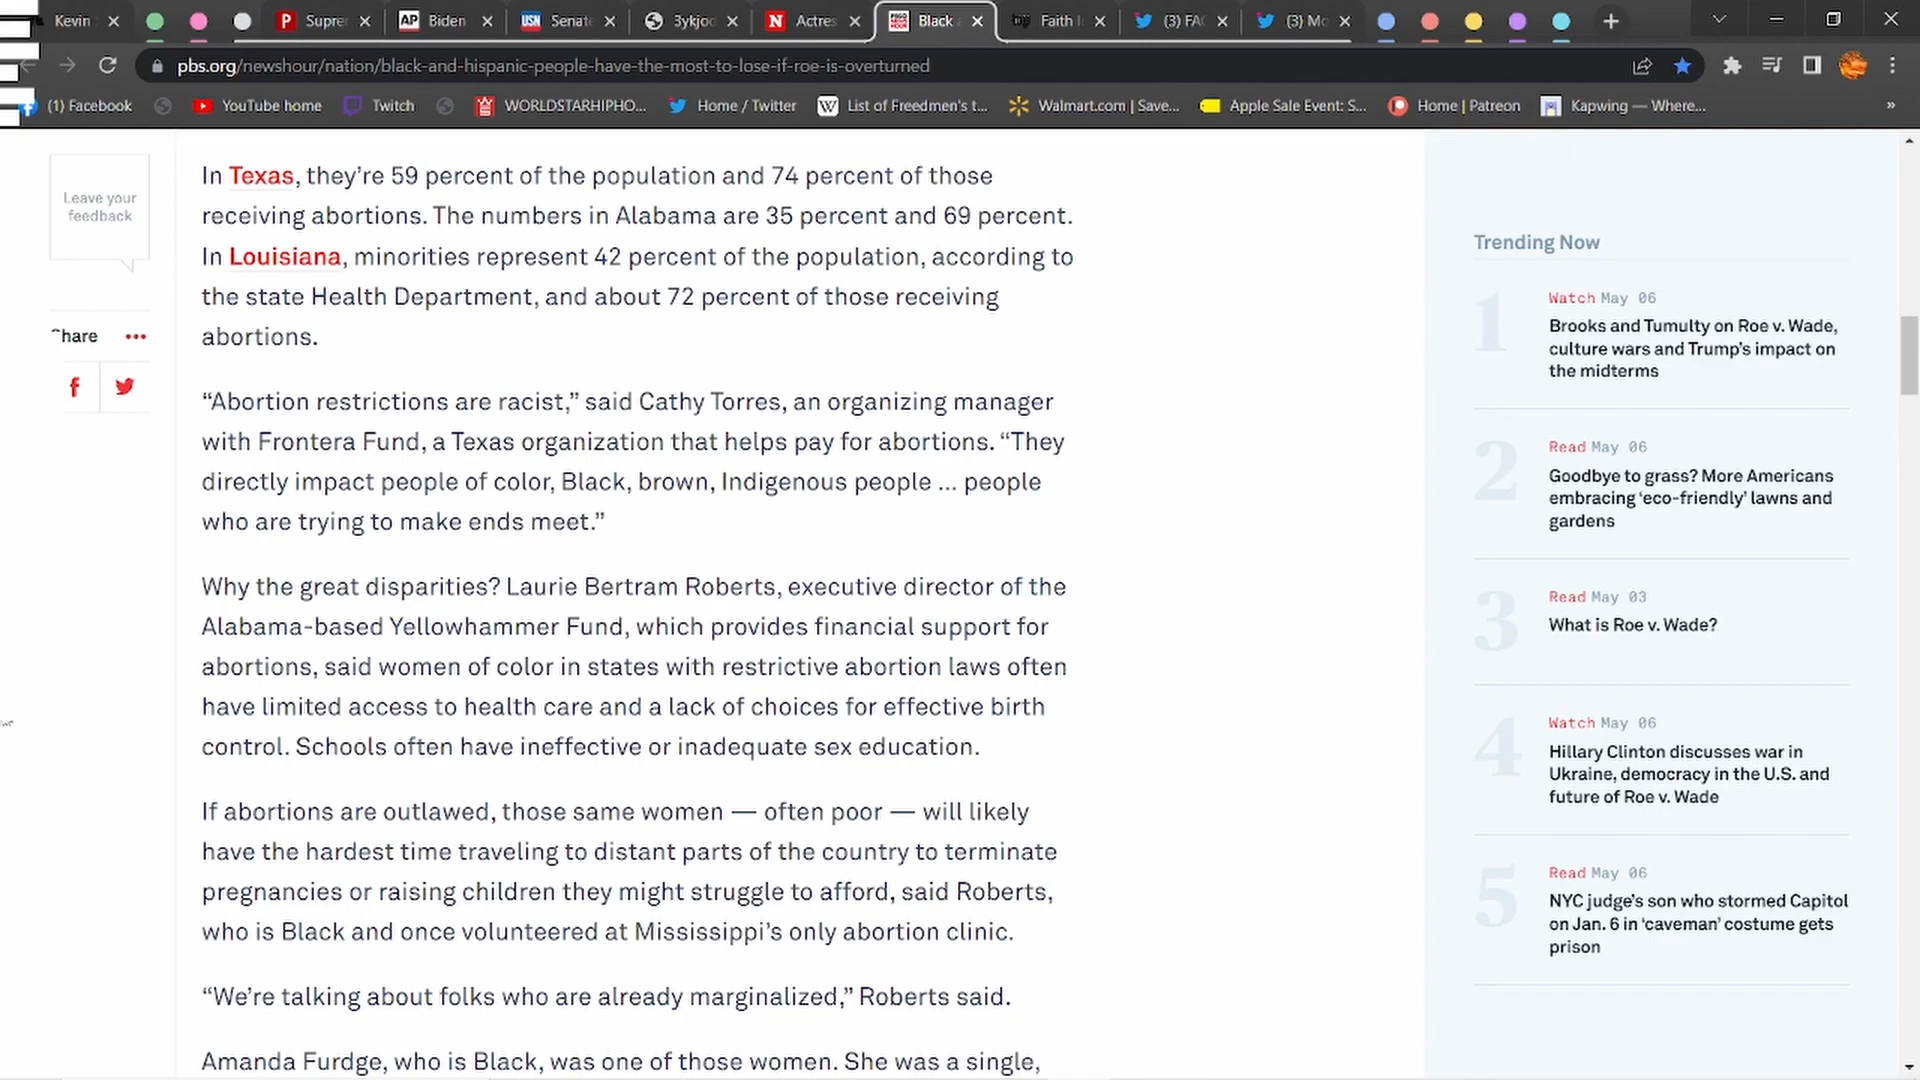 Kevin
Supre
Biden
Senat
3ykjo
Actres
Black
Faith I
(3) FA
(3) Mo
pbs.org/newshour/nation/black-and-hispanic-people-have-the-most-to-lose-if-roe-is-overturned
(1) Facebook
YouTube home
Twitch
WORLDSTARHIPHO...
Home / Twitter
List of Freedmen's t...
Walmart.com | Save...
Apple Sale Event: S...
Home | Patreon
Kapwing — Where...
»
Leave your
feedback
hare
In Texas, they're 59 percent of the population and 74 percent of those
receiving abortions. The numbers in Alabama are 35 percent and 69 percent.
In Louisiana, minorities represent 42 percent of the population, according to
the state Health Department, and about 72 percent of those receiving
abortions.
“Abortion restrictions are racist,” said Cathy Torres, an organizing manager
with Frontera Fund, a Texas organization that helps pay for abortions. “They
directly impact people of color, Black, brown, Indigenous people ... people
who are trying to make ends meet.”
Why the great disparities? Laurie Bertram Roberts, executive director of the
Alabama-based Yellowhammer Fund, which provides financial support for
abortions, said women of color in states with restrictive abortion laws often
have limited access to health care and a lack of choices for effective birth
control. Schools often have ineffective or inadequate sex education.
If abortions are outlawed, those same women — often poor — will likely
have the hardest time traveling to distant parts of the country to terminate
pregnancies or raising children they might struggle to afford, said Roberts,
who is Black and once volunteered at Mississippi's only abortion clinic.
“We're talking about folks who are already marginalized,” Roberts said.
Amanda Furdge, who is Black, was one of those women. She was a single,
Trending Now
1
Watch May 06
Brooks and Tumulty on Roe v. Wade,
culture wars and Trump's impact on
the midterms
2
Read May 06
Goodbye to grass? More Americans
embracing ‘eco-friendly’ lawns and
gardens
3
Read May 03
What is Roe v. Wade?
4
Watch May 06
Hillary Clinton discusses war in
Ukraine, democracy in the U.S. and
future of Roe v. Wade
5
Read May 06
NYC judge's son who stormed Capitol
on Jan. 6 in ‘caveman’ costume gets
prison